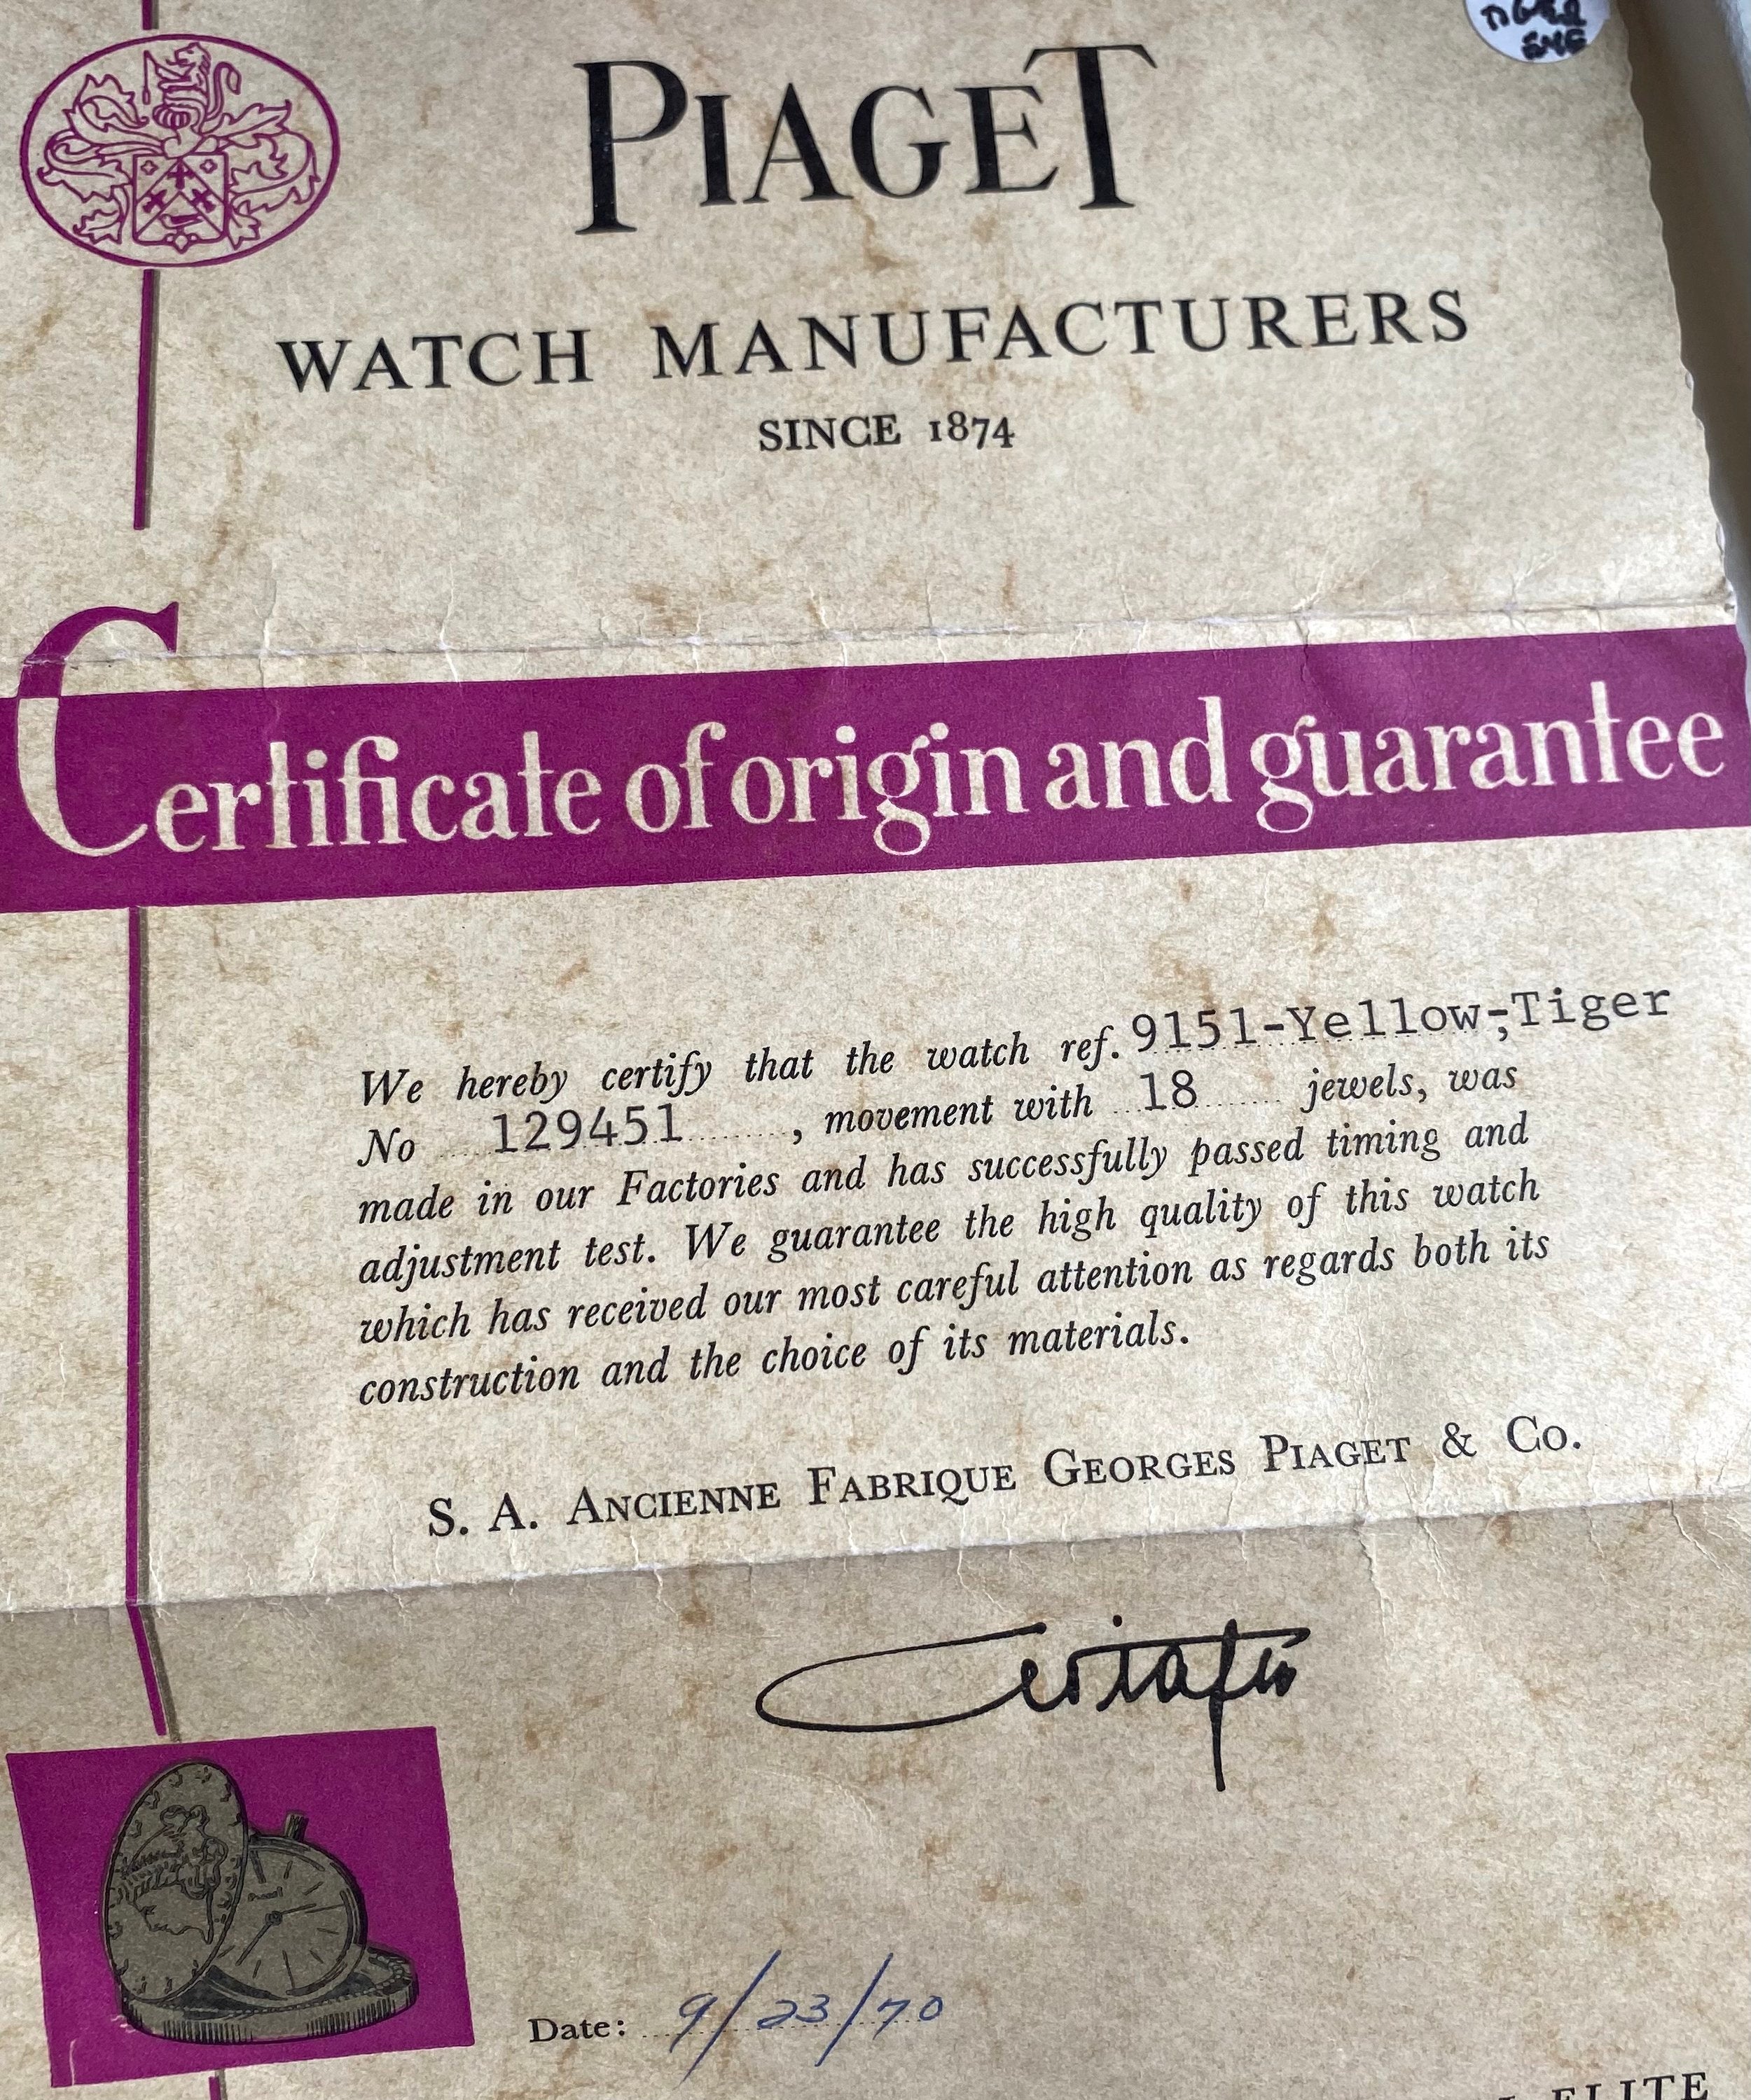 TIGER
EYE
PIAGET
WATCH MANUFACTURERS
SINCE 1874
Certificate of origin and guarantee
We hereby certify that the watch ref. 9151-Yellow-;Tiger
No 129451 , movement with 18 jewels, was
made in our Factories and has successfully passed timing and
adjustment test. We guarantee the high quality of this watch
which has received our most careful attention as regards both its
construction and the choice of its materials.
S. A. ANCIENNE FABRIQUE GEORGES PIAGET & CO.
Date: 9/23/70
ELITE